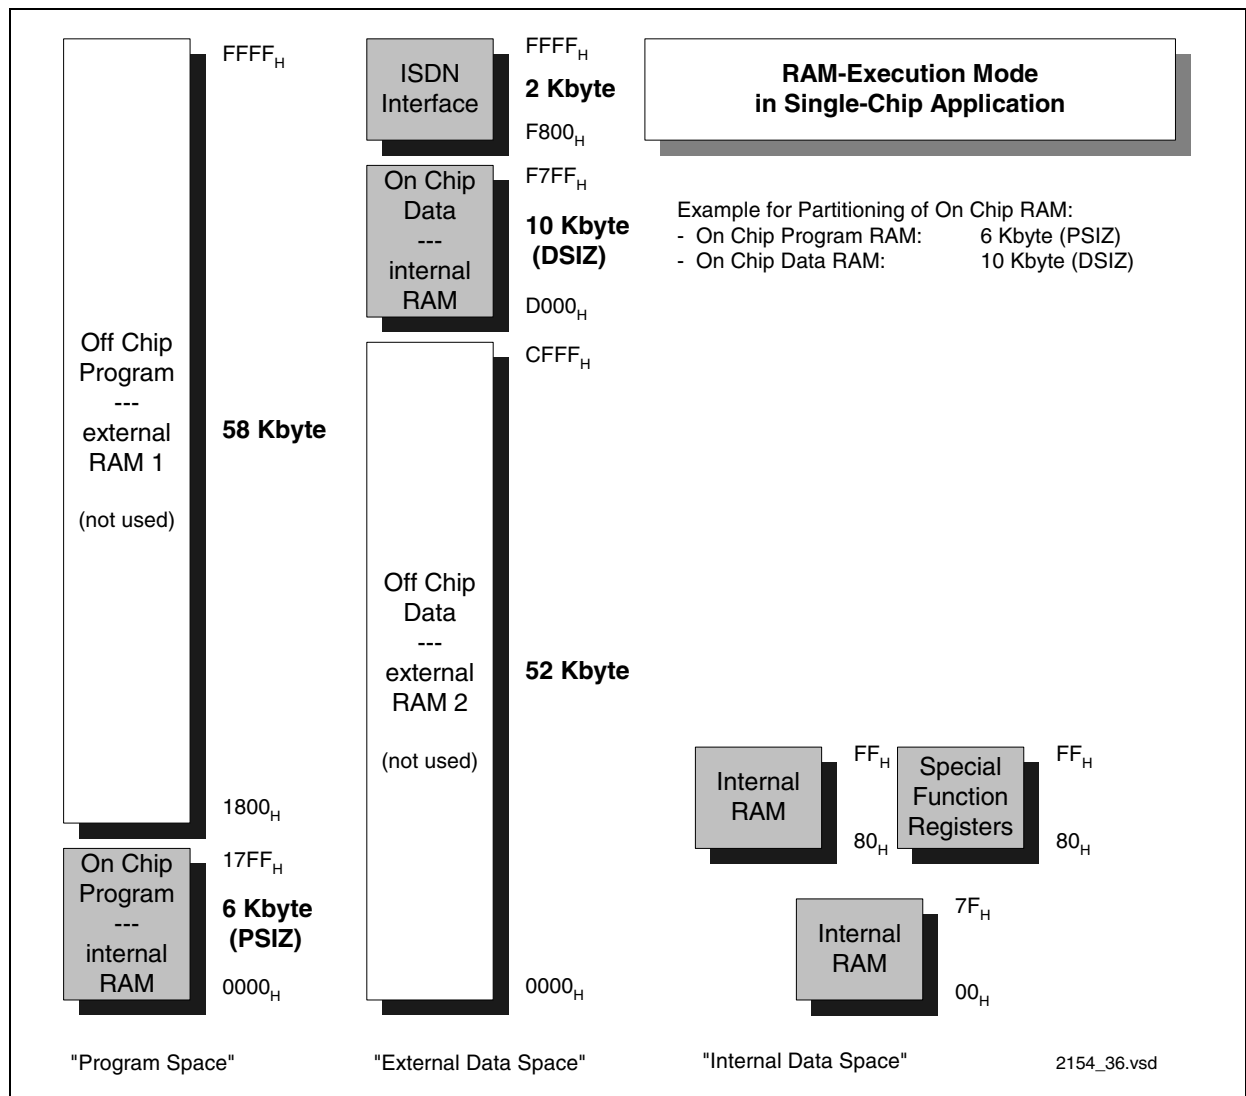 RAM-Execution Mode
in Single-Chip Application
Example for Partitioning of On Chip RAM:
- On Chip Program RAM: 6 Kbyte (PSIZ)
- On Chip Data RAM: 10 Kbyte (DSIZ)
FFFFH
Off Chip
Program
---
external
RAM 1
(not used)
58 Kbyte
1800H
On Chip
Program
---
internal
RAM
17FFH
6 Kbyte
(PSIZ)
0000H
"Program Space"
ISDN
Interface
FFFFH
2 Kbyte
F800H
On Chip
Data
---
internal
RAM
F7FFH
10 Kbyte
(DSIZ)
D000H
CFFFH
Off Chip
Data
---
external
RAM 2
(not used)
52 Kbyte
0000H
"External Data Space"
Internal
RAM
FFH
80H
Special
Function
Registers
FFH
80H
Internal
RAM
7FH
00H
"Internal Data Space"
2154_36.vsd